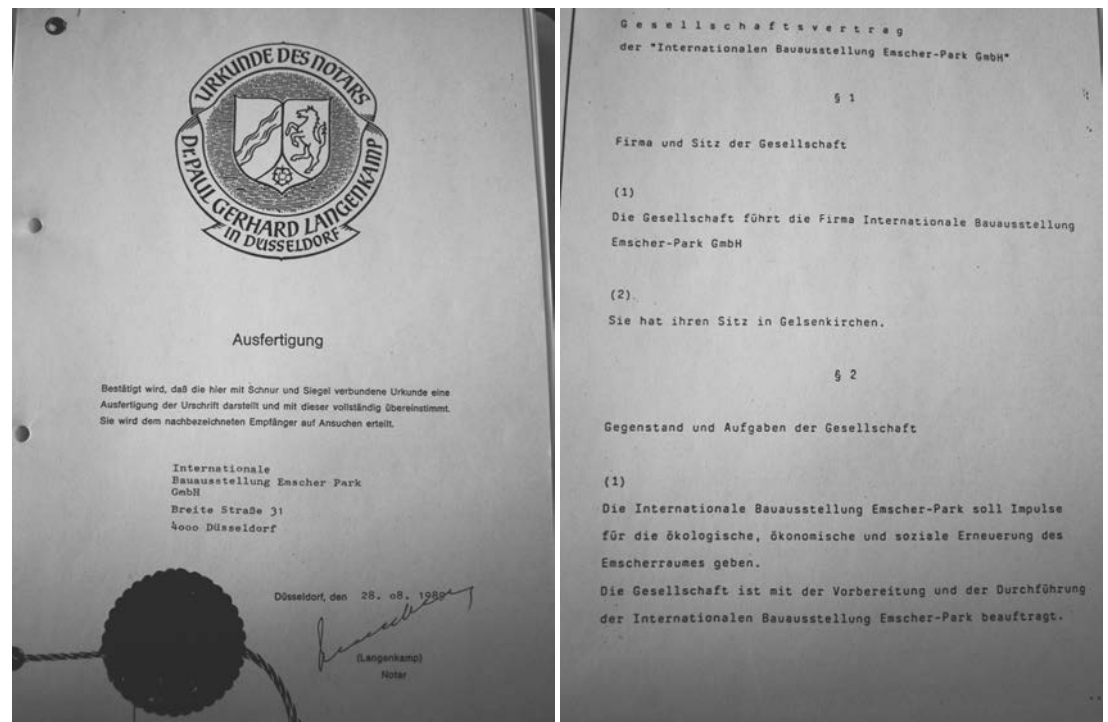 URKUNDE DES NOTARS
Dr. PAUL GERHARD LANGENKAMP
IN DÜSSELDORF
Ausfertigung
Bestätigt wird, daß die hier mit Schnur und Siegel verbundene Urkunde eine
Ausfertigung der Urschrift darstellt und mit dieser vollständig übereinstimmt.
Sie wird dem nachbezeichneten Empfänger auf Ansuchen erteilt.
Internationale
Bauausstellung Emscher Park
GmbH
Breite Straße 31
4ooo Düsseldorf
Düsseldorf, den 28. o8. 1989
(Langenkamp)
Notar
G e s e l l s c h a f t s v e r t r a g
der "Internationalen Bauausstellung Emscher-Park GmbH"
§ 1
Firma und Sitz der Gesellschaft
(1)
Die Gesellschaft führt die Firma Internationale Bauausstellung
Emscher-Park GmbH
(2).
Sie hat ihren Sitz in Gelsenkirchen.
§ 2
Gegenstand und Aufgaben der Gesellschaft
(1)
Die Internationale Bauausstellung Emscher-Park soll Impulse
für die ökologische, ökonomische und soziale Erneuerung des
Emscherraumes geben.
Die Gesellschaft ist mit der Vorbereitung und der Durchführung
der Internationalen Bauausstellung Emscher-Park beauftragt.